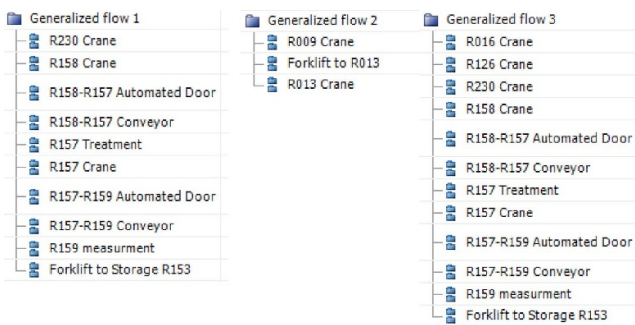 Generalized flow 1
R230 Crane
R158 Crane
R158-R157 Automated Door
R158-R157 Conveyor
R157 Treatment
R157 Crane
R157-R159 Automated Door
R157-R159 Conveyor
R159 measurment
Forklift to Storage R153
Generalized flow 2
R009 Crane
Forklift to R013
R013 Crane
Generalized flow 3
R016 Crane
R126 Crane
R230 Crane
R158 Crane
R158-R157 Automated Door
R158-R157 Conveyor
R157 Treatment
R157 Crane
R157-R159 Automated Door
R157-R159 Conveyor
R159 measurment
Forklift to Storage R153